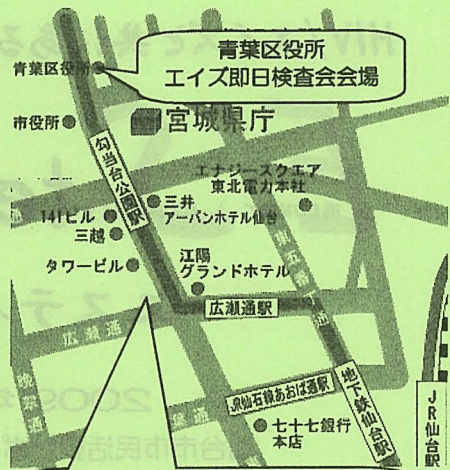 青葉区役所
エイズ即日検査会会場
青葉区役所
市役所
宮城県庁
勾当台公園駅
エナジースクエア
東北電力本社
三井
アーバンホテル仙台
141ビル
三越
タワービル
江陽
グランドホテル
広瀬通駅
広瀬通
JR仙石線あおば通駅
地下鉄仙台駅
七十七銀行
本店
JR仙台駅
2009